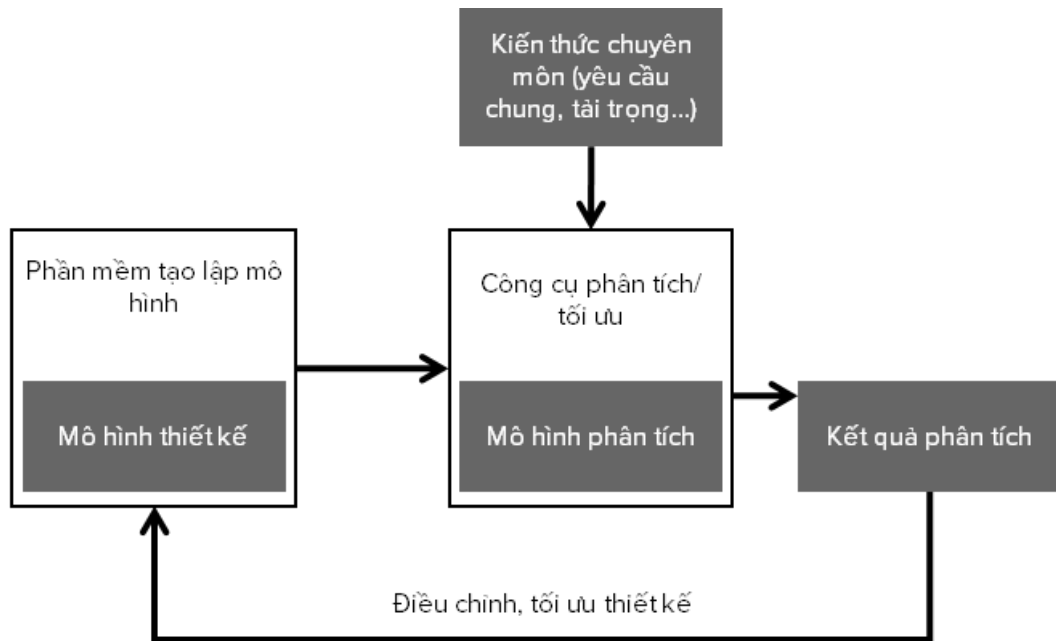 Kiến thức chuyên
môn (yêu cầu
chung, tải trọng...)
Phần mềm tạo lập mô
hình
Mô hình thiết kế
Công cụ phân tích/
tối ưu
Mô hình phân tích
Kết quả phân tích
Điều chỉnh, tối ưu thiết kế